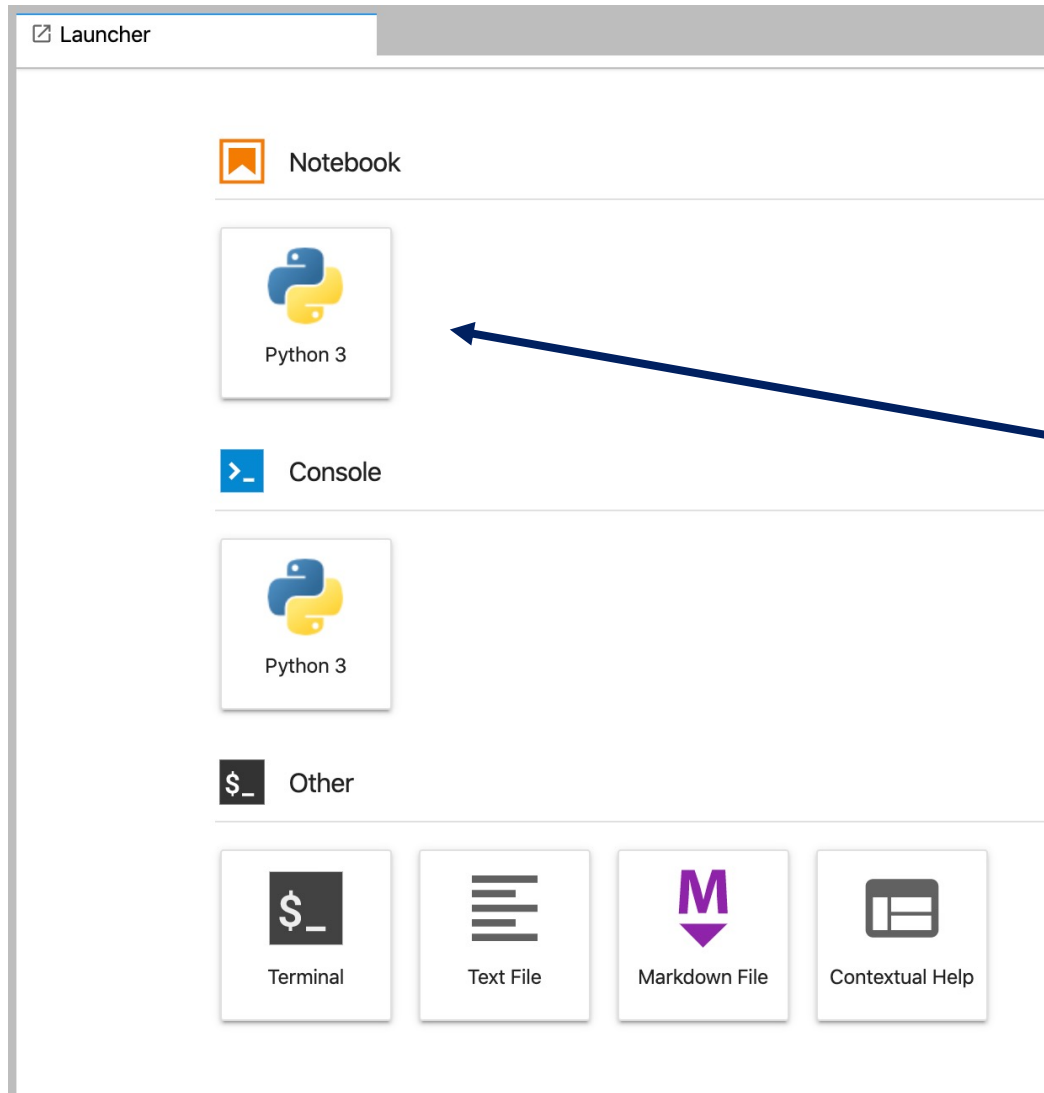 Launcher
Notebook
Python 3
>_ Console
Python 3
$_ Other
$_
M
Terminal Text File Markdown File Contextual Help